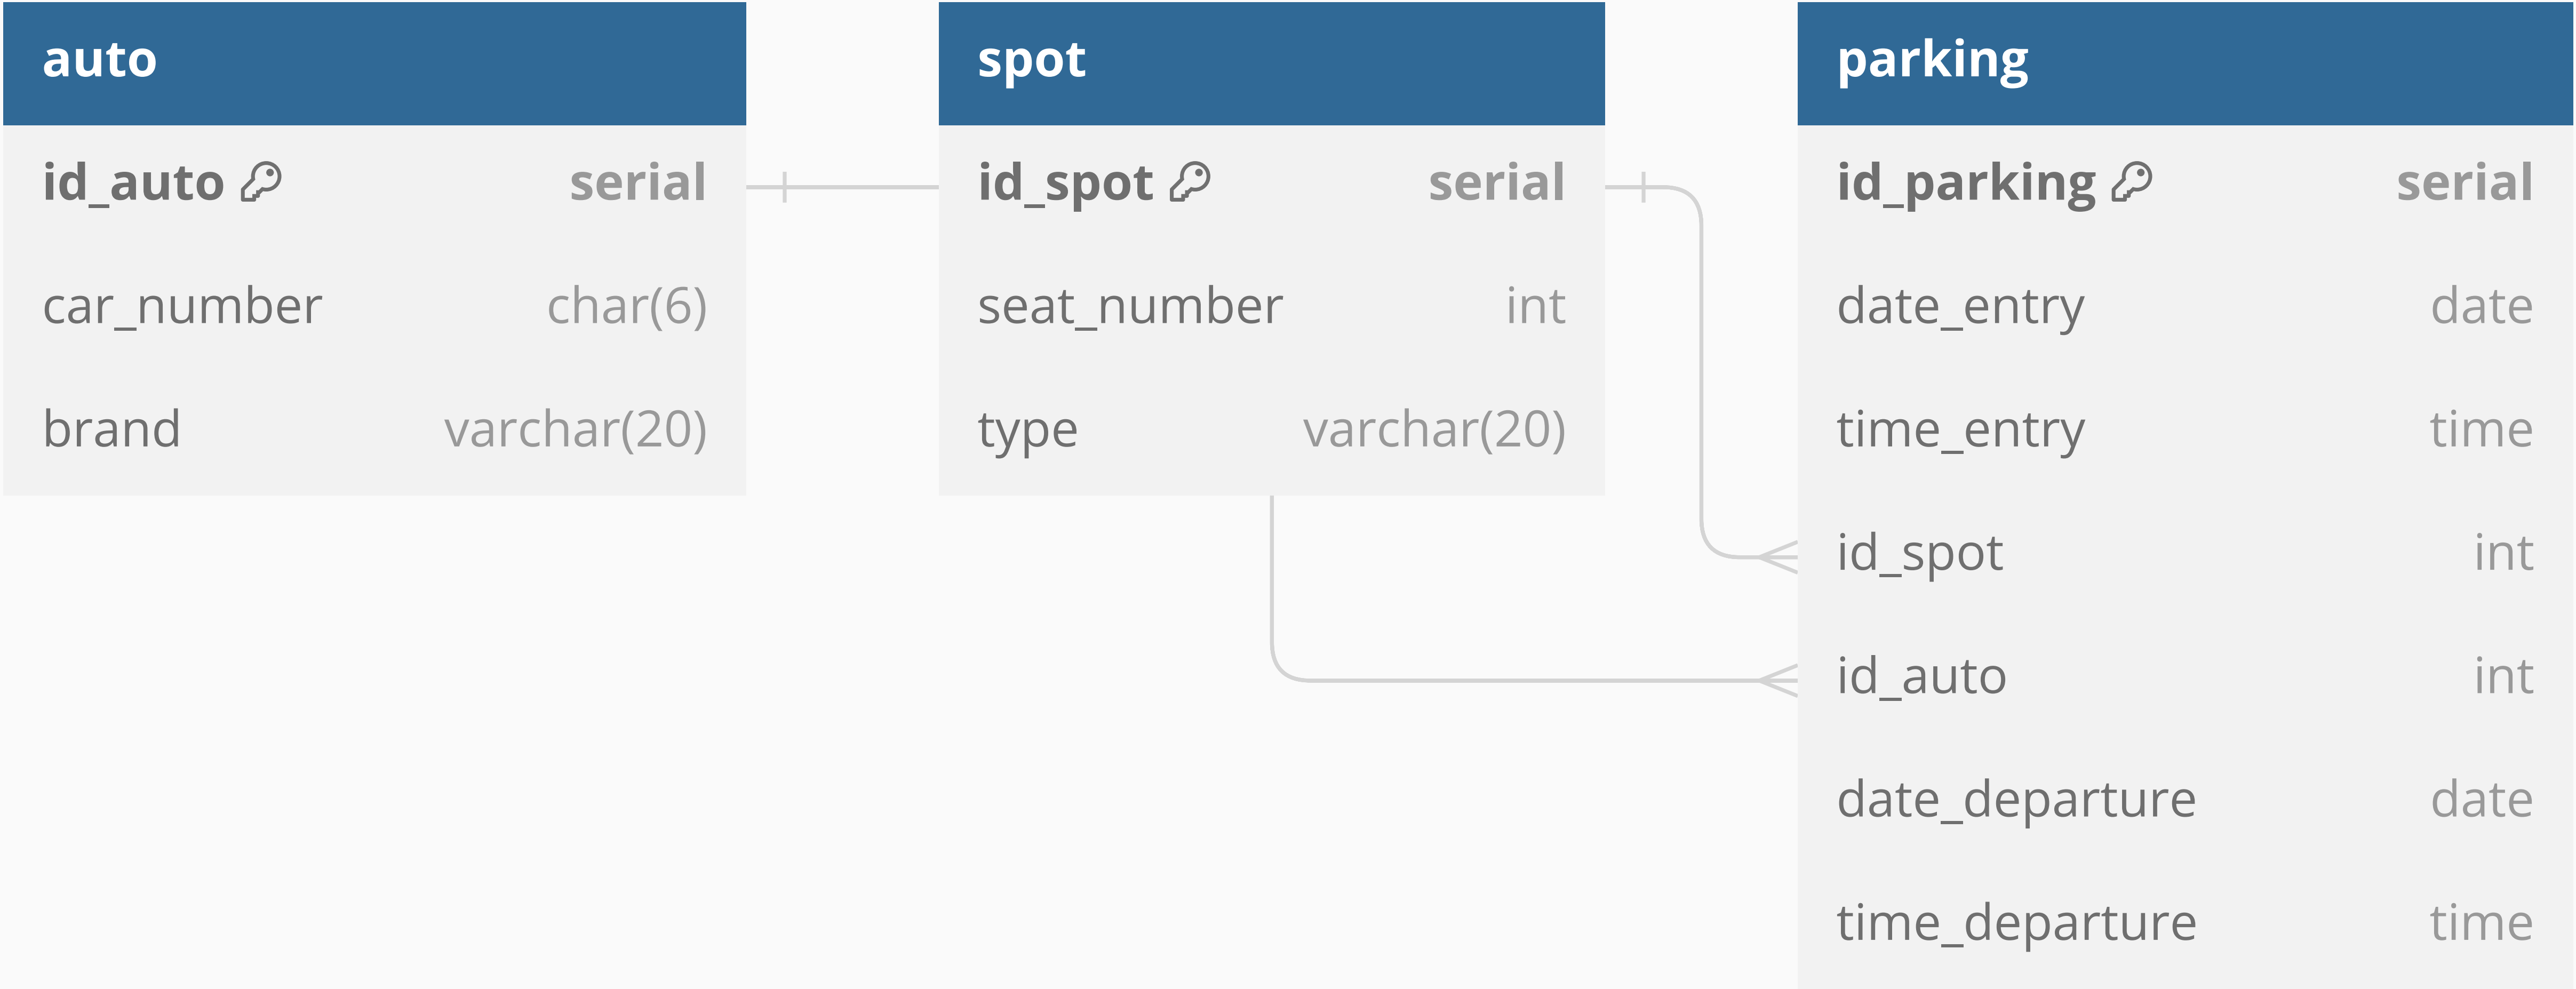 auto
id_auto serial
car_number char(6)
brand varchar(20)
spot
id_spot serial
seat_number int
type varchar(20)
parking
id_parking serial
date_entry date
time_entry time
id_spot int
id_auto int
date_departure date
time_departure time